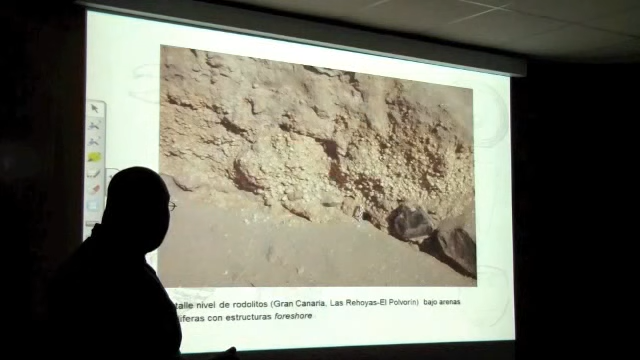 talle nivel de rodolitos (Gran Canaria, Las Rehoyas-El Polvorín) bajo arenas
líferas con estructuras foreshore